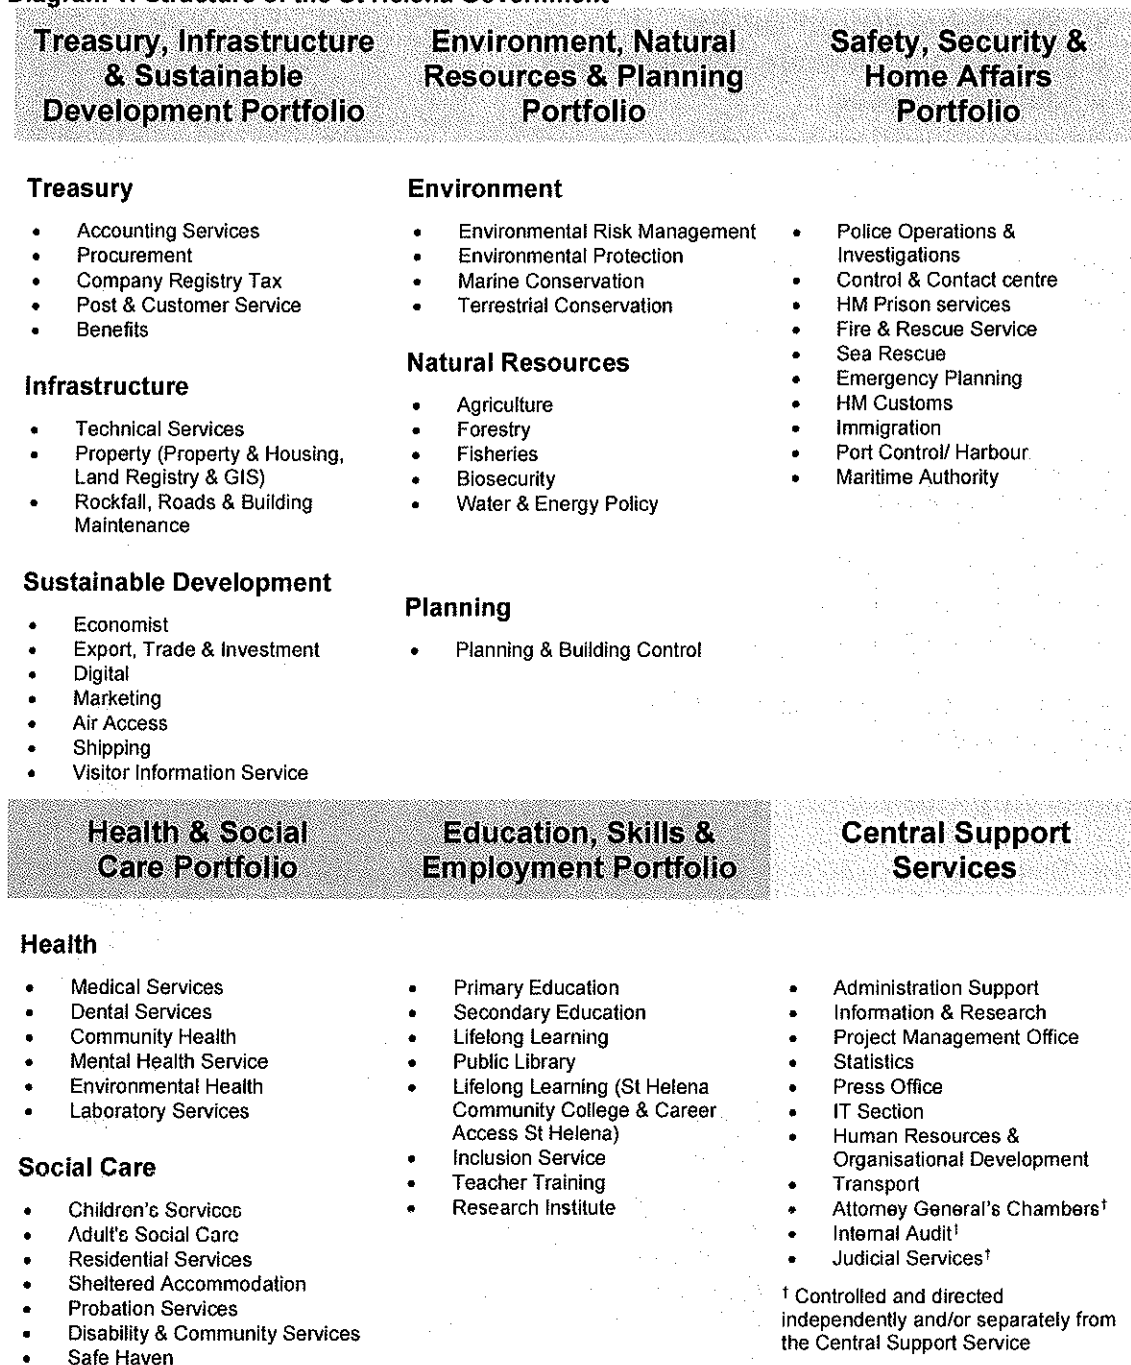 Diagram 1: Structure of the St Helena Government
Treasury, Infrastructure
& Sustainable
Development Portfolio
Treasury
• Accounting Services
• Procurement
• Company Registry Tax
• Post & Customer Service
• Benefits
Infrastructure
• Technical Services
• Property (Property & Housing,
Land Registry & GIS)
• Rockfall, Roads & Building
Maintenance
Sustainable Development
• Economist
• Export, Trade & Investment
• Digital
• Marketing
• Air Access
• Shipping
• Visitor Information Service
Environment, Natural
Resources & Planning
Portfolio
Environment
• Environmental Risk Management
• Environmental Protection
• Marine Conservation
• Terrestrial Conservation
Natural Resources
• Agriculture
• Forestry
• Fisheries
• Biosecurity
• Water & Energy Policy
Planning
• Planning & Building Control
Safety, Security &
Home Affairs
Portfolio
• Police Operations &
Investigations
• Control & Contact centre
• HM Prison services
• Fire & Rescue Service
• Sea Rescue
• Emergency Planning
• HM Customs
• Immigration
• Port Control/ Harbour
• Maritime Authority
Health & Social
Care Portfolio
Health
• Medical Services
• Dental Services
• Community Health
• Mental Health Service
• Environmental Health
• Laboratory Services
Social Care
• Children's Services
• Adult's Social Care
• Residential Services
• Sheltered Accommodation
• Probation Services
• Disability & Community Services
• Safe Haven
Education, Skills &
Employment Portfolio
• Primary Education
• Secondary Education
• Lifelong Learning
• Public Library
• Lifelong Learning (St Helena
Community College & Career
Access St Helena)
• Inclusion Service
• Teacher Training
• Research Institute
Central Support
Services
• Administration Support
• Information & Research
• Project Management Office
• Statistics
• Press Office
• IT Section
• Human Resources &
Organisational Development
• Transport
• Attorney General's Chambers†
• Internal Audit†
• Judicial Services†
† Controlled and directed
independently and/or separately from
the Central Support Service